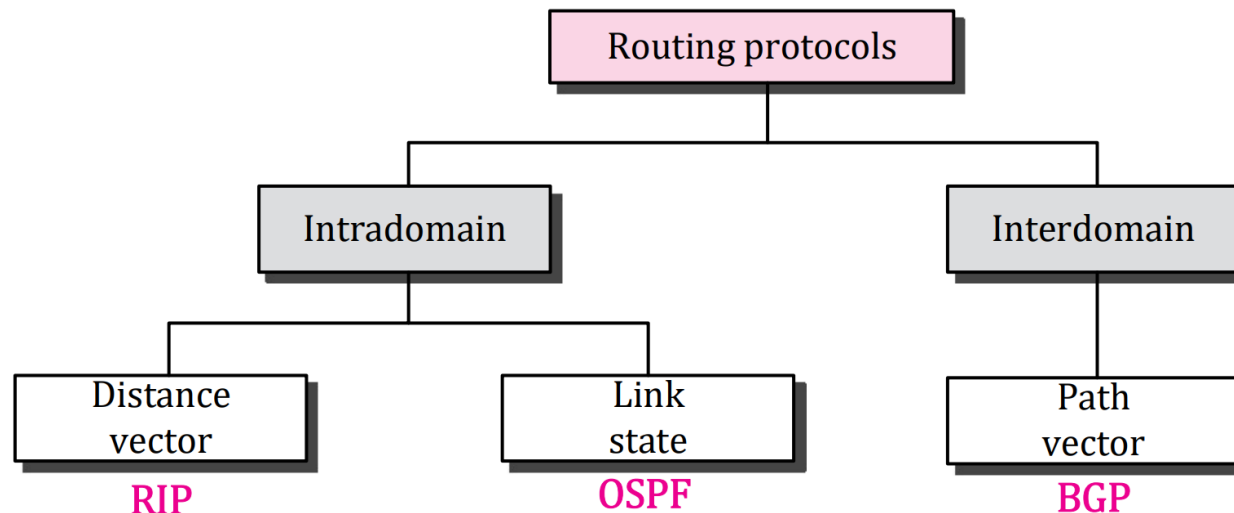 Routing protocols
Intradomain
Interdomain
Distance
vector
Link
state
Path
vector
RIP
OSPF
BGP